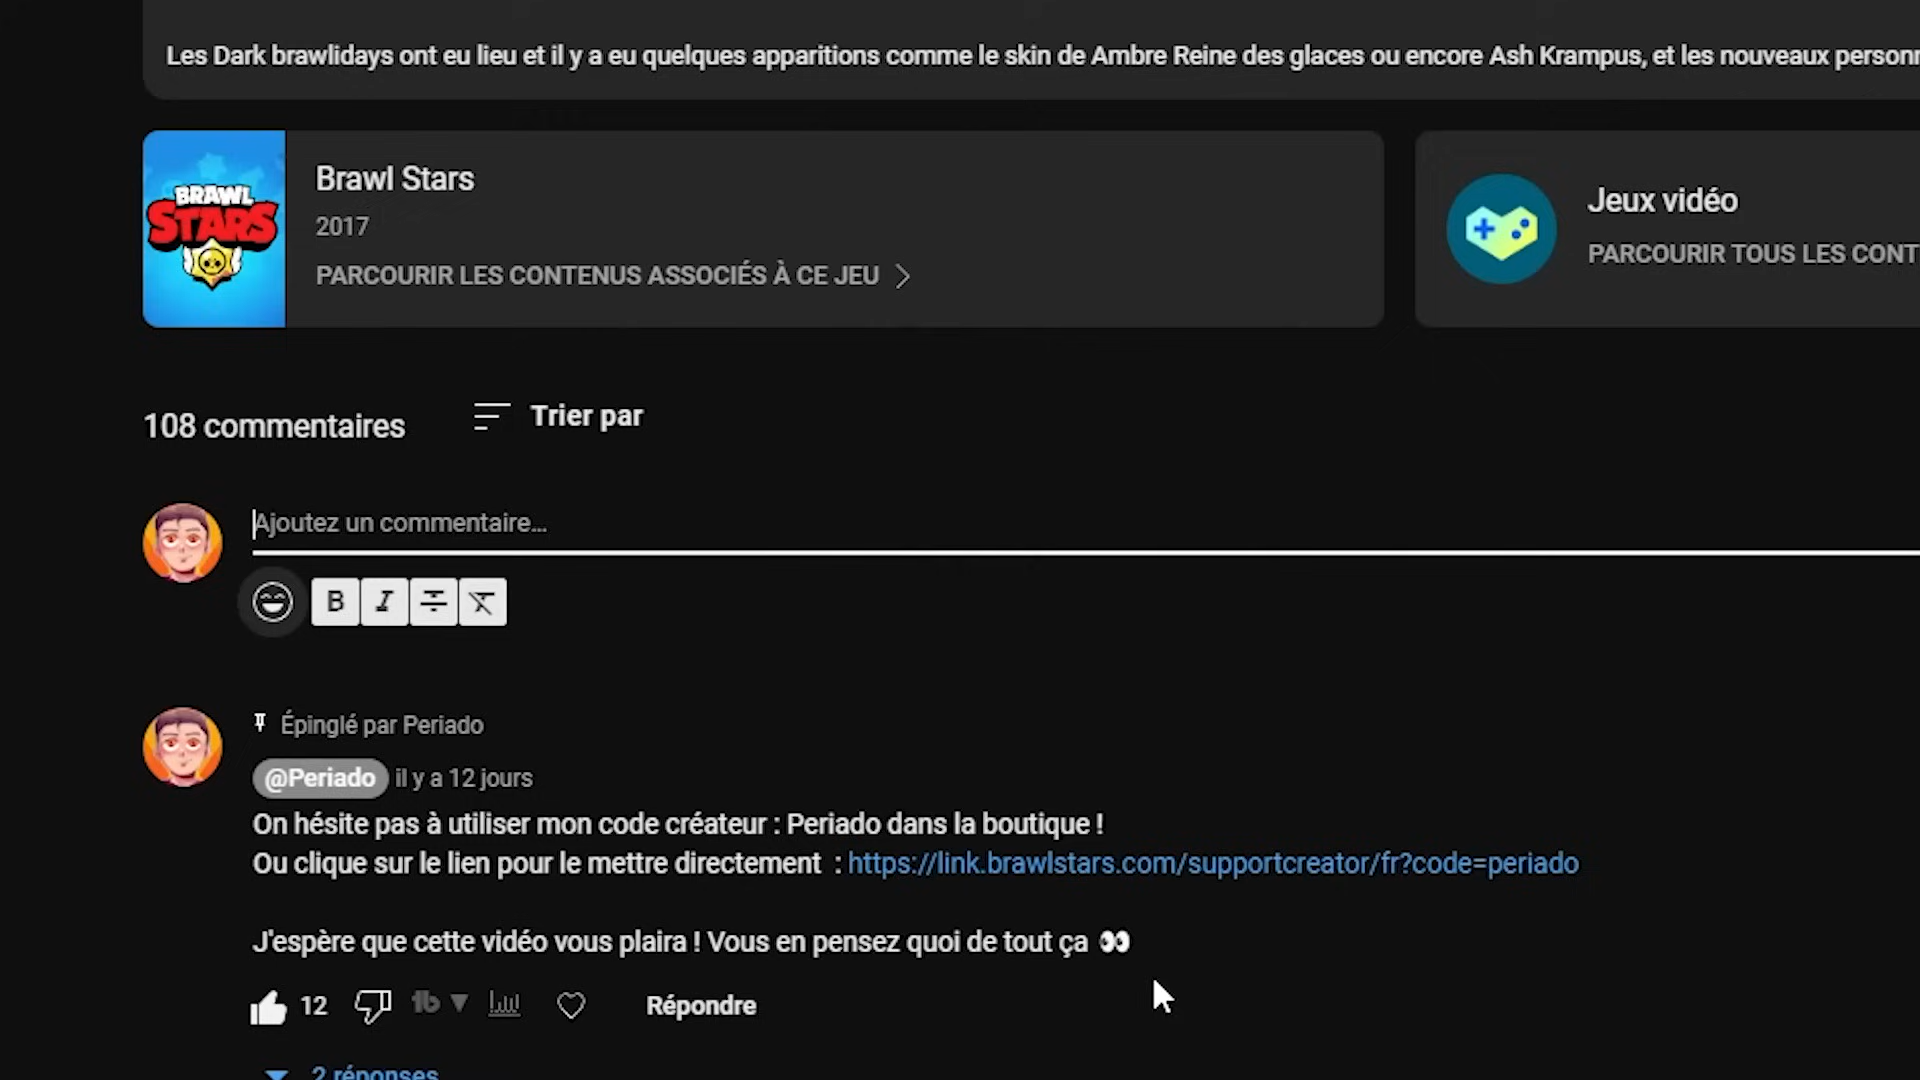 Les Dark brawlidays ont eu lieu et il y a eu quelques apparitions comme le skin de Ambre Reine des glaces ou encore Ash Krampus, et les nouveaux
BRAWL
STARS
Brawl Stars
2017
PARCOURIR LES CONTENUS ASSOCIÉS À CE JEU
Jeux vidéo
PARCOURIR TOUS LES
108 commentaires
Trier par
Ajoutez un commentaire...
B I T T
Épinglé par Periado
@Periado il y a 12 jours
On hésite pas à utiliser mon code créateur : Periado dans la boutique !
Ou clique sur le lien pour le mettre directement : https://link.brawlstars.com/supportcreator/fr?code=periado
J'espère que cette vidéo vous plaira ! Vous en pensez quoi de tout ça 👀
12
Répondre
2 réponses